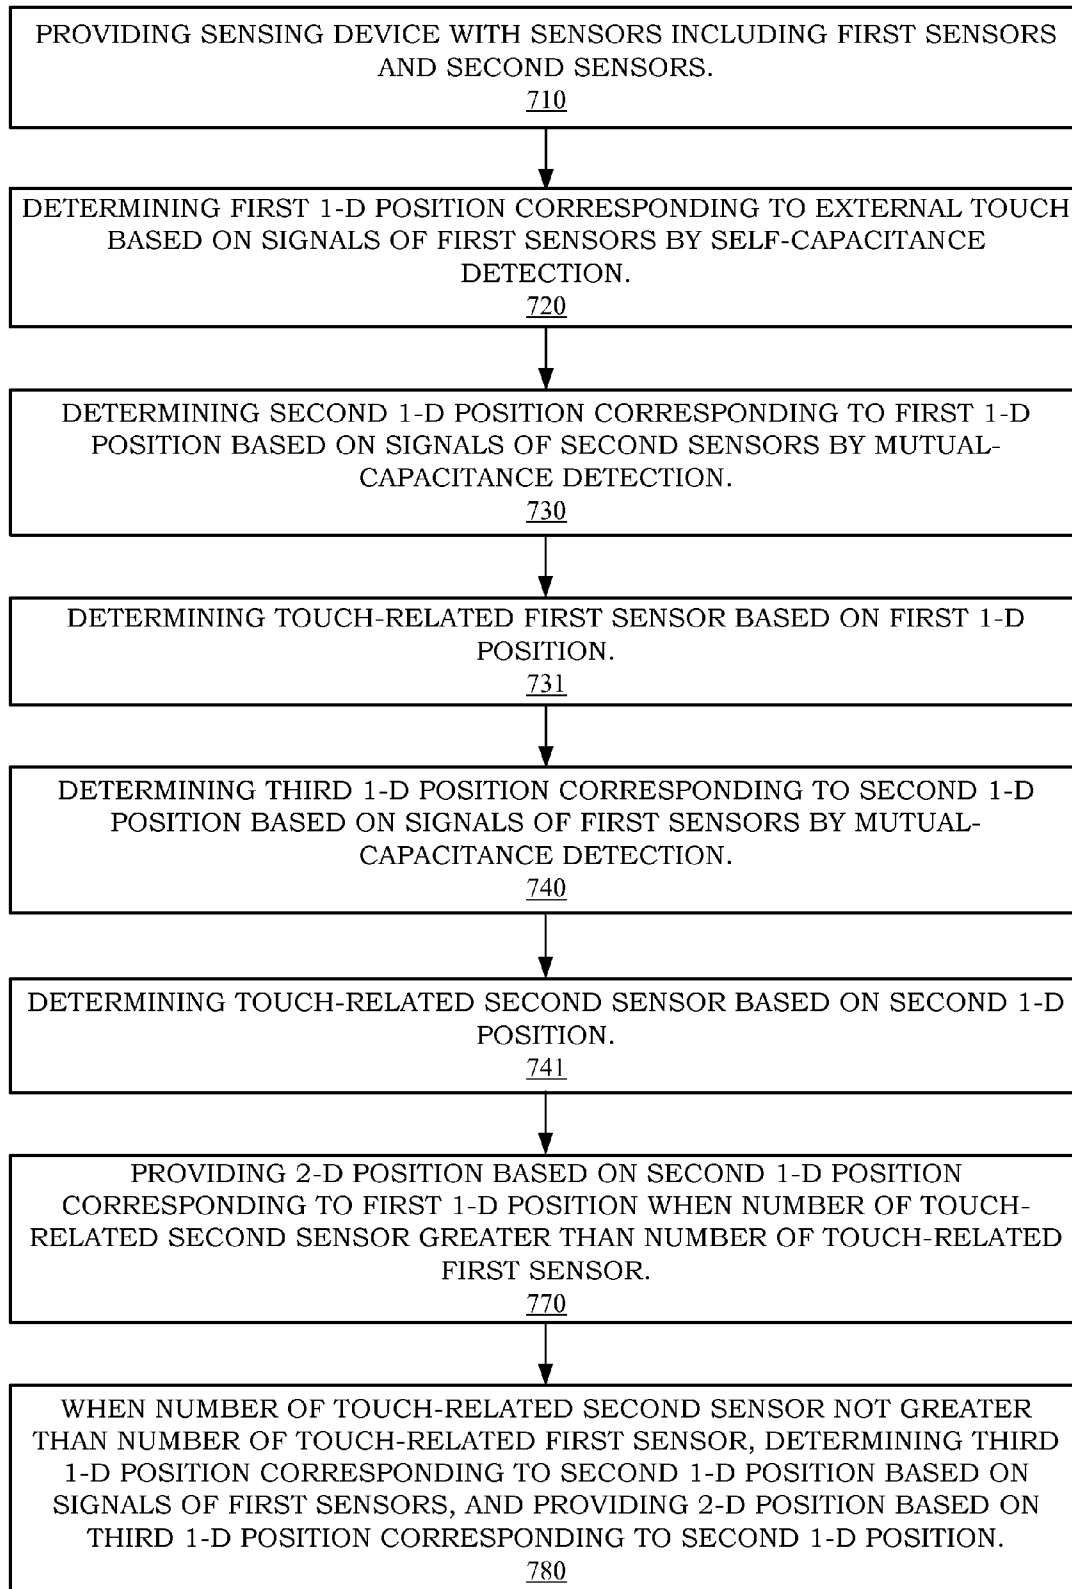 PROVIDING SENSING DEVICE WITH SENSORS INCLUDING FIRST SENSORS
AND SECOND SENSORS.
710
DETERMINING FIRST 1-D POSITION CORRESPONDING TO EXTERNAL TOUCH
BASED ON SIGNALS OF FIRST SENSORS BY SELF-CAPACITANCE
DETECTION.
720
DETERMINING SECOND 1-D POSITION CORRESPONDING TO FIRST 1-D
POSITION BASED ON SIGNALS OF SECOND SENSORS BY MUTUAL-
CAPACITANCE DETECTION.
730
DETERMINING TOUCH-RELATED FIRST SENSOR BASED ON FIRST 1-D
POSITION.
731
DETERMINING THIRD 1-D POSITION CORRESPONDING TO SECOND 1-D
POSITION BASED ON SIGNALS OF FIRST SENSORS BY MUTUAL-
CAPACITANCE DETECTION.
740
DETERMINING TOUCH-RELATED SECOND SENSOR BASED ON SECOND 1-D
POSITION.
741
PROVIDING 2-D POSITION BASED ON SECOND 1-D POSITION
CORRESPONDING TO FIRST 1-D POSITION WHEN NUMBER OF TOUCH-
RELATED SECOND SENSOR GREATER THAN NUMBER OF TOUCH-RELATED
FIRST SENSOR.
770
WHEN NUMBER OF TOUCH-RELATED SECOND SENSOR NOT GREATER
THAN NUMBER OF TOUCH-RELATED FIRST SENSOR, DETERMINING THIRD
1-D POSITION CORRESPONDING TO SECOND 1-D POSITION BASED ON
SIGNALS OF FIRST SENSORS, AND PROVIDING 2-D POSITION BASED ON
THIRD 1-D POSITION CORRESPONDING TO SECOND 1-D POSITION.
780